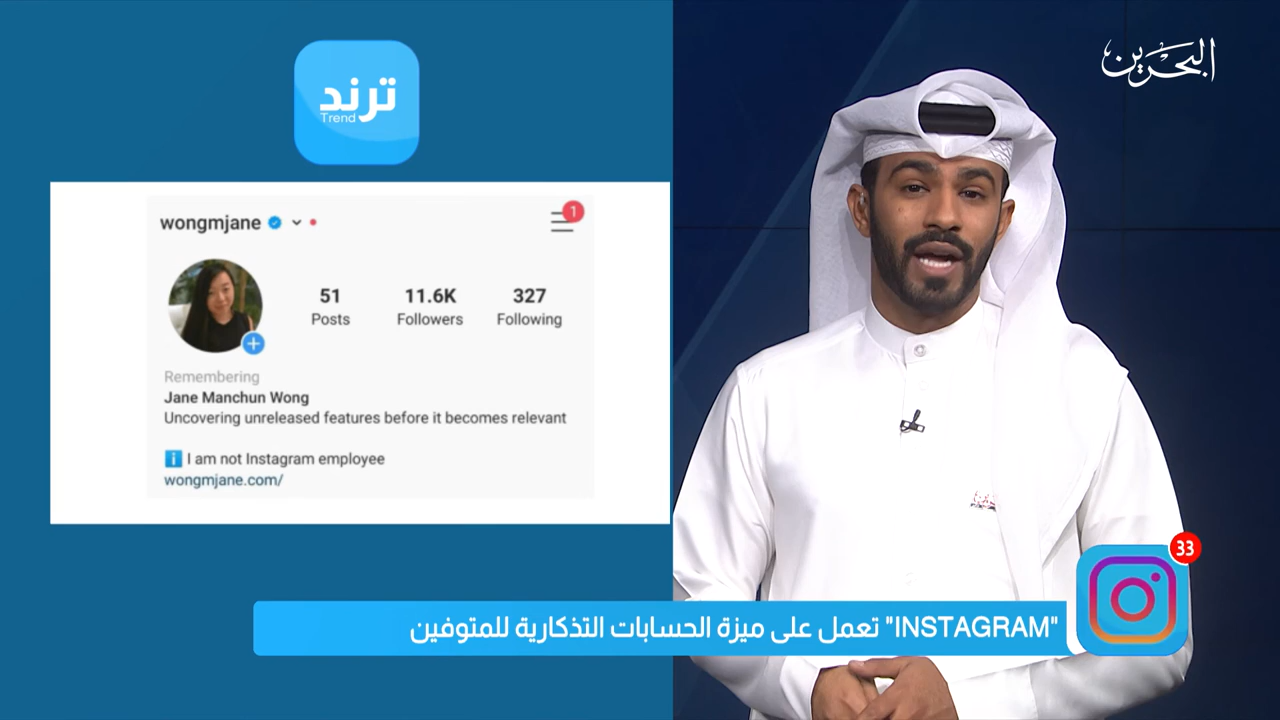 البحرين
ترند
Trend
wongmjane
1
51
11.6K
327
Posts
Followers
Following
Remembering
Jane Manchun Wong
Uncovering unreleased features before it becomes relevant
I am not Instagram employee
wongmjane.com/
33
"INSTAGRAM" تعمل على ميزة الحسابات التذكارية للمتوفين